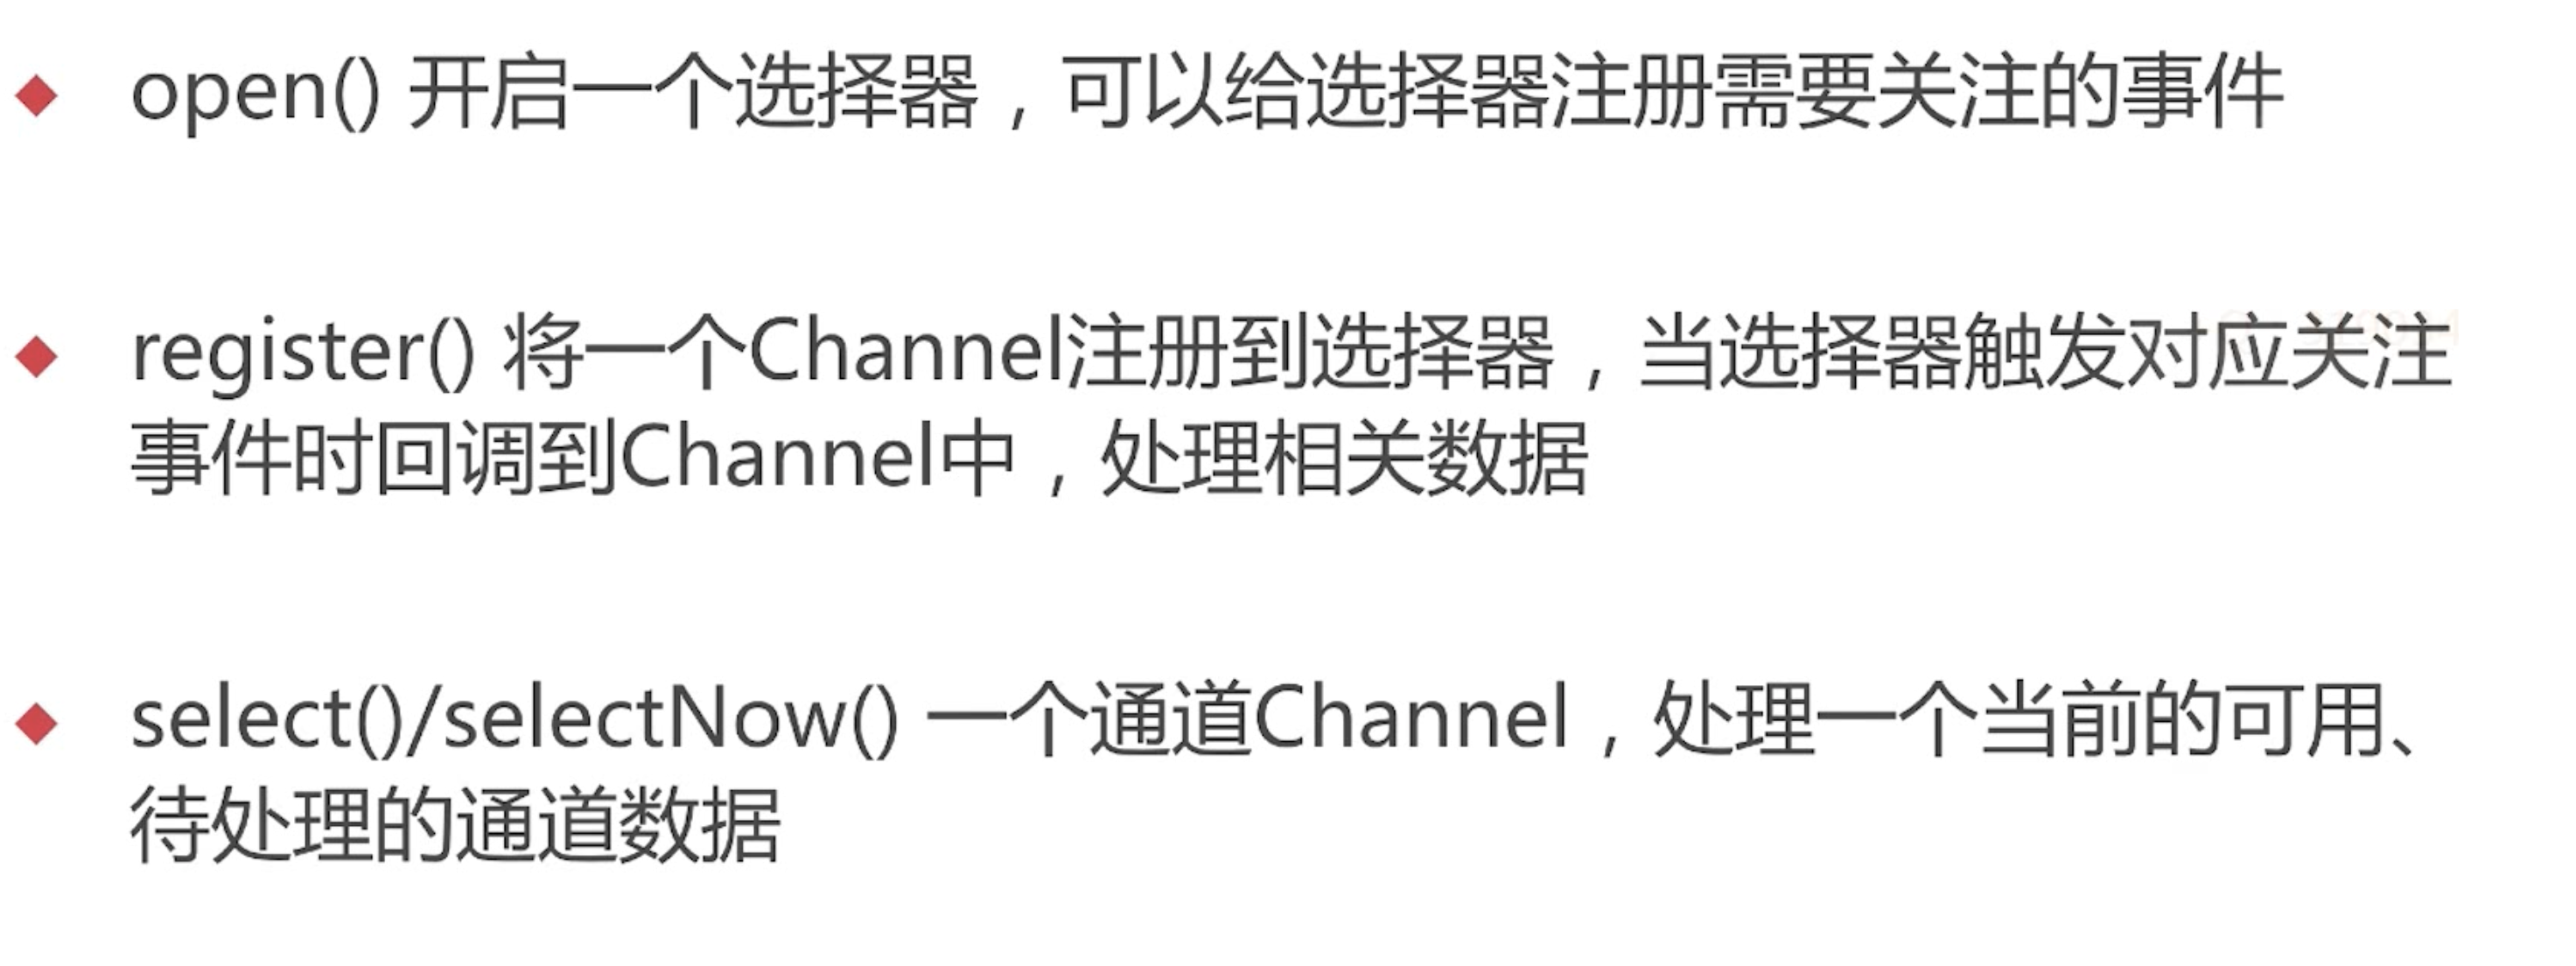 open() 开启一个选择器，可以给选择器注册需要关注的事件
register() 将一个Channel注册到选择器，当选择器触发对应关注
事件时回调到Channel中，处理相关数据
select()/selectNow() 一个通道Channel，处理一个当前的可用、
待处理的通道数据